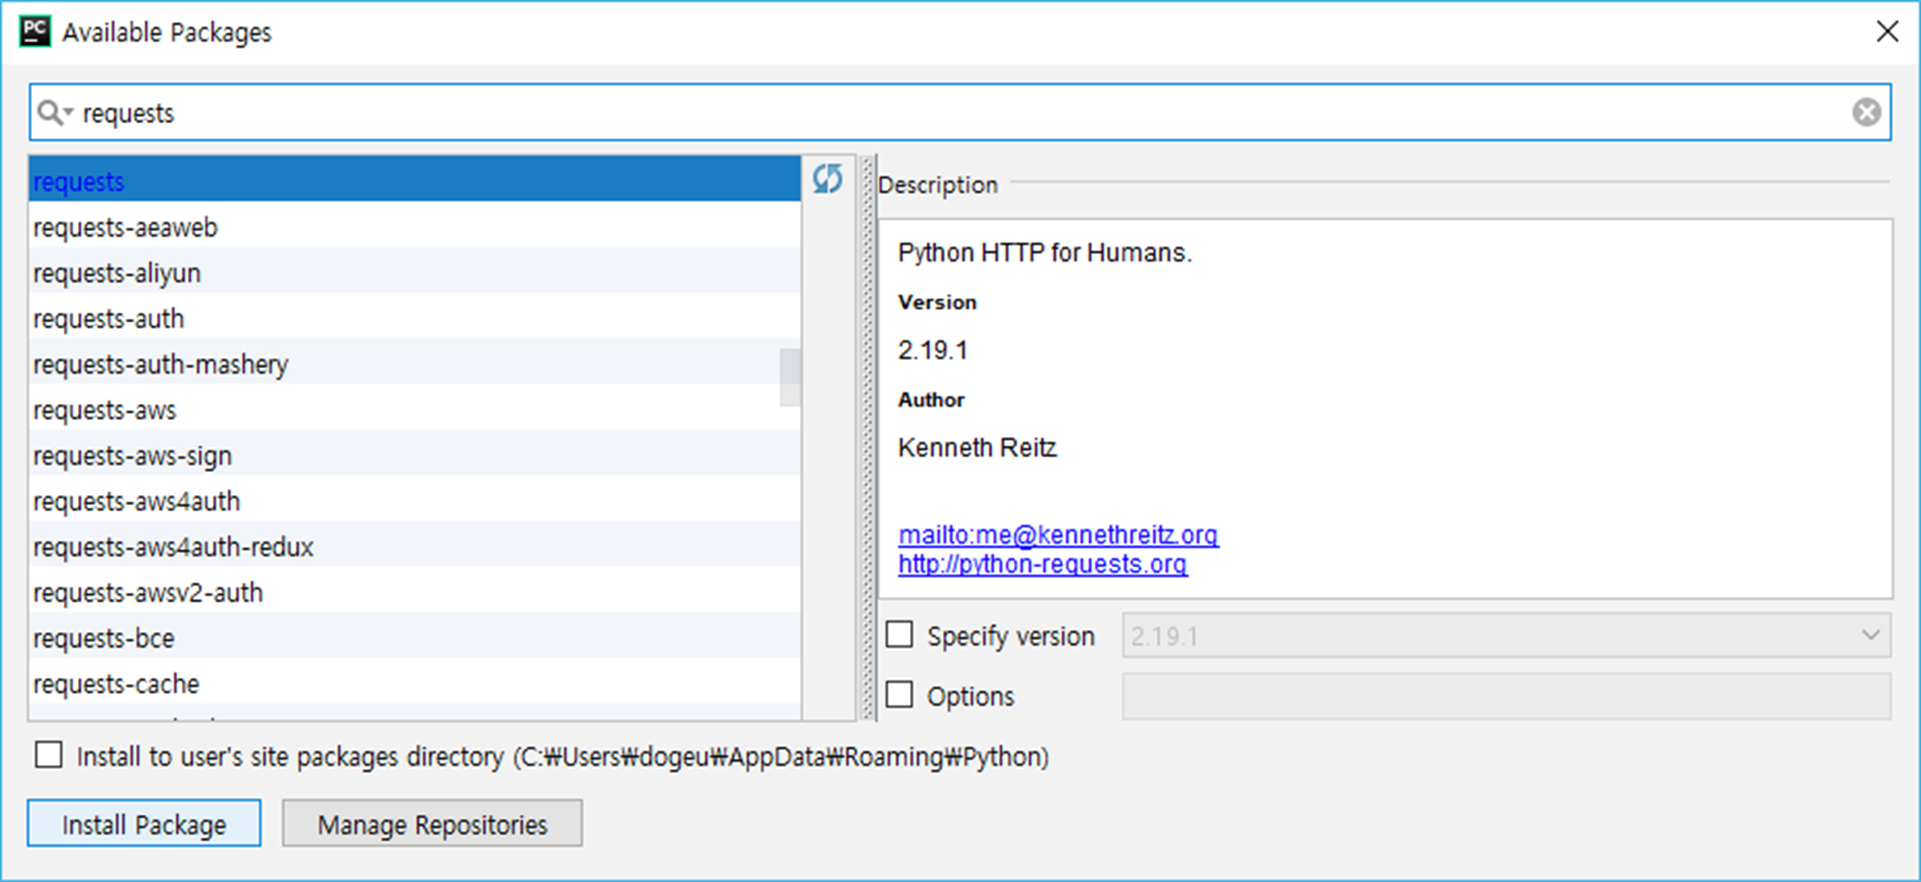 PC Available Packages
requests
requests
requests-aeaweb
requests-aliyun
requests-auth
requests-auth-mashery
requests-aws
requests-aws-sign
requests-aws4auth
requests-aws4auth-redux
requests-awsv2-auth
requests-bce
requests-cache
Description
Python HTTP for Humans.
Version
2.19.1
Author
Kenneth Reitz
mailto:me@kennethreitz.org
http://python-requests.org
Specify version 2.19.1
Options
Install to user's site packages directory (C:₩Users₩dogeu₩AppData₩Roaming₩Python)
Install Package Manage Repositories